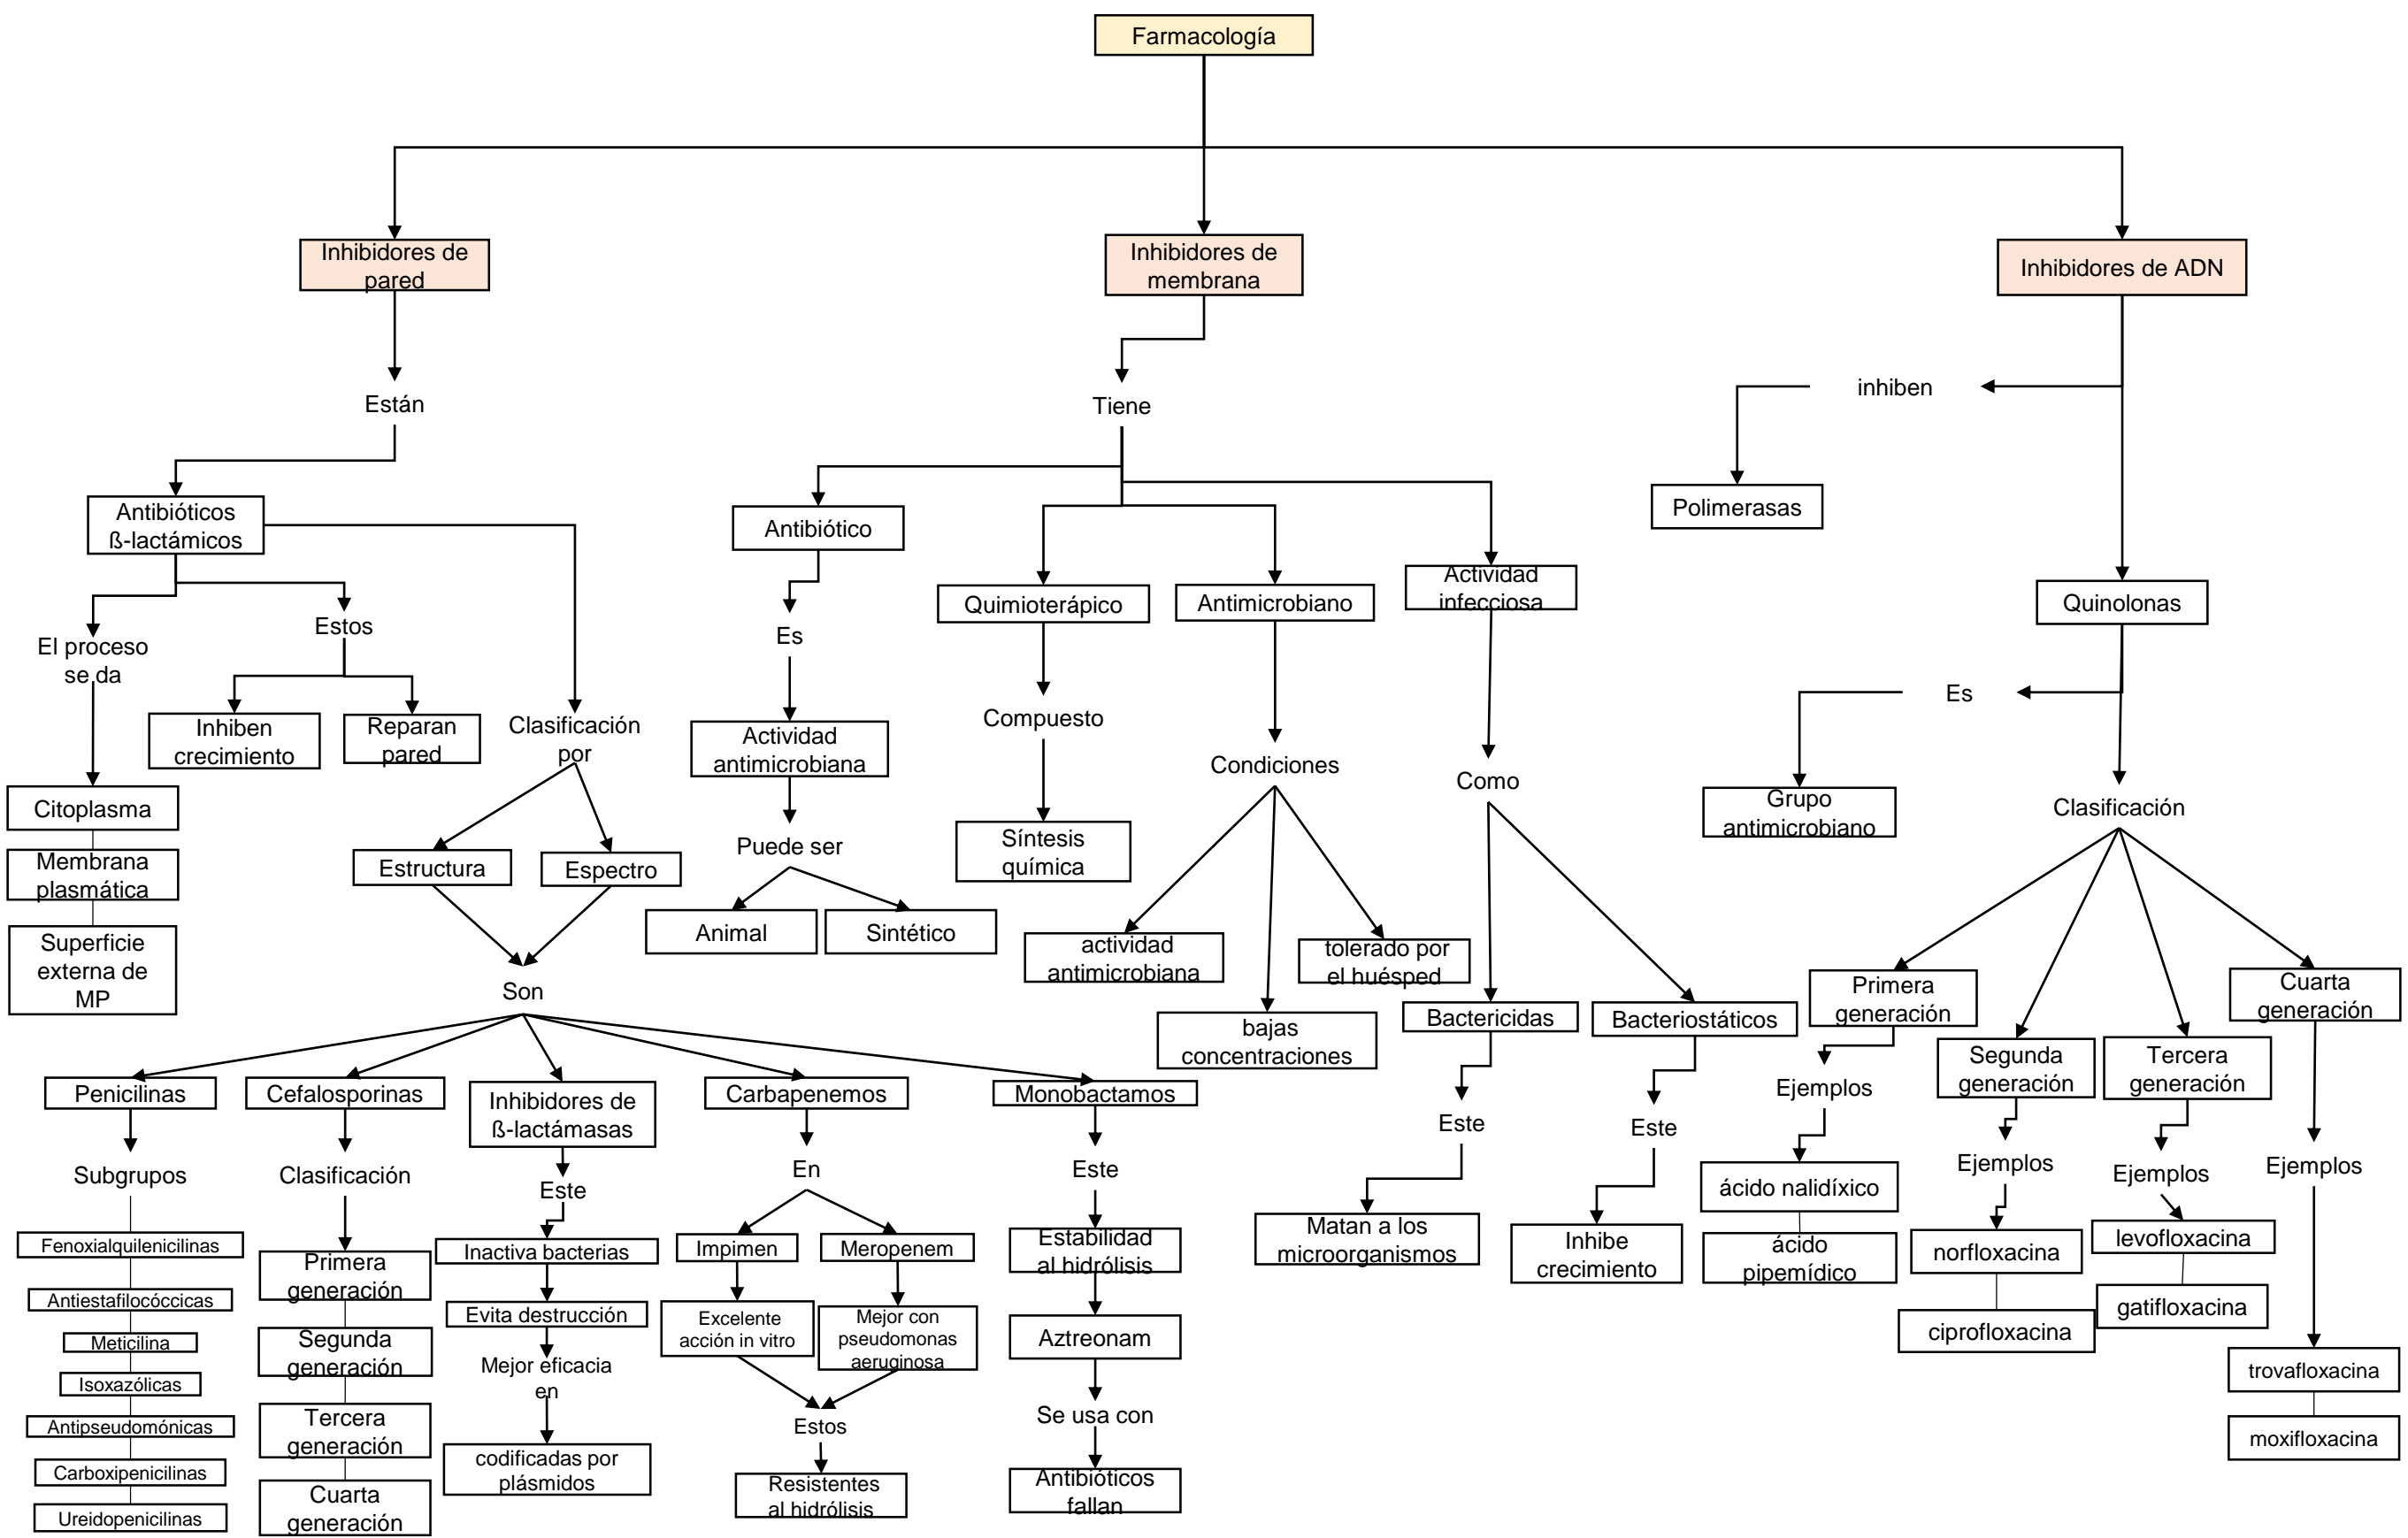 Farmacología
Inhibidores de
pared
Inhibidores de
membrana
Inhibidores de ADN
Están
Tiene
inhiben
Polimerasas
Antibióticos
ß-lactámicos
Antibiótico
Quimioterápico
Antimicrobiano
Actividad
infecciosa
Quinolonas
El proceso
se da
Estos
Inhiben
crecimiento
Reparan
pared
Clasificación
por
Es
Actividad
antimicrobiana
Compuesto
Condiciones
Como
Es
Grupo
antimicrobiano
Clasificación
Citoplasma
Membrana
plasmática
Superficie
externa de
MP
Estructura
Espectro
Puede ser
Animal
Sintético
Síntesis
química
actividad
antimicrobiana
bajas
concentraciones
tolerado por
el huésped
Bactericidas
Bacteriostáticos
Primera
generación
Segunda
generación
Tercera
generación
Cuarta
generación
Son
Penicilinas
Cefalosporinas
Inhibidores de
ß-lactámasas
Carbapenemos
Monobactamos
Este
Este
Ejemplos
Ejemplos
Ejemplos
Ejemplos
Subgrupos
Clasificación
Este
En
Este
Matan a los
microorganismos
Inhibe
crecimiento
ácido nalidíxico
ácido
pipemídico
norfloxacina
ciprofloxacina
levofloxacina
gatifloxacina
trovafloxacina
moxifloxacina
Fenoxialquilenicilinas
Antiestafilocóccicas
Meticilina
Isoxazólicas
Antipseudomónicas
Carboxipenicilinas
Ureidopenicilinas
Primera
generación
Segunda
generación
Tercera
generación
Cuarta
generación
Inactiva bacterias
Evita destrucción
Mejor eficacia
en
codificadas por
plásmidos
Impimen
Meropenem
Excelente
acción in vitro
Mejor con
pseudomonas
aeruginosa
Estos
Resistentes
al hidrólisis
Estabilidad
al hidrólisis
Aztreonam
Se usa con
Antibióticos
fallan